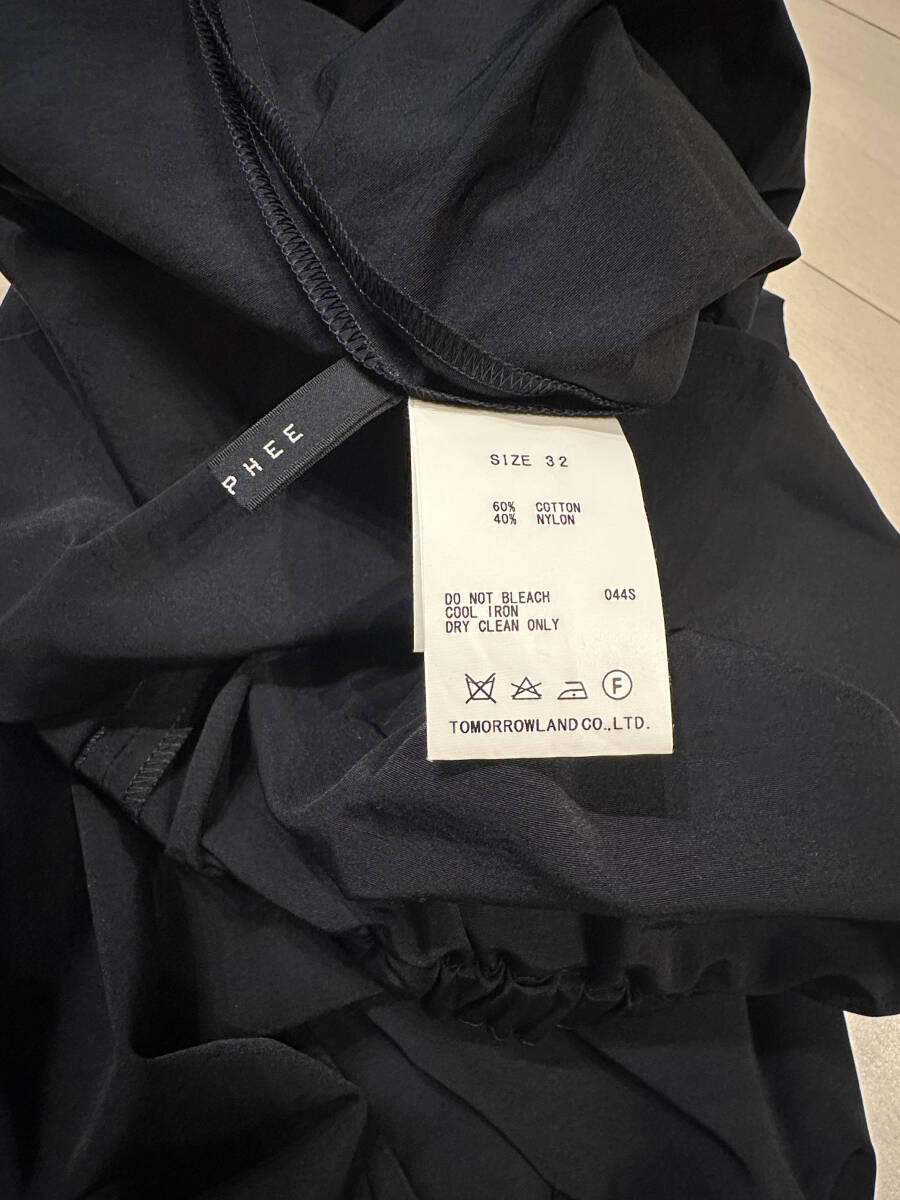 PHEE
SIZE 32
60% COTTON
40% NYLON
DO NOT BLEACH 044S
COOL IRON
DRY CLEAN ONLY
F
TOMORROWLAND CO.,LTD.